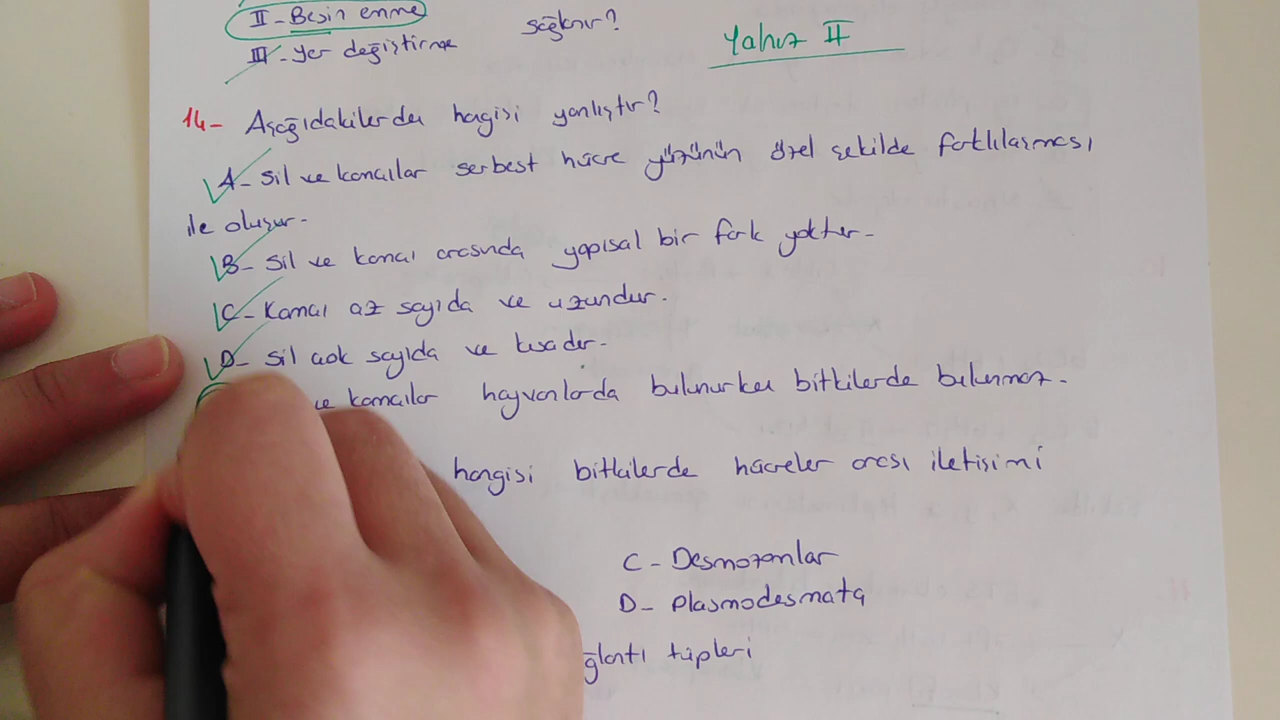 II - Besin emme
sağlanır?
III - Yer değiştirme
Yalnız II
14- Aşağıdakilerden hangisi yanlıştır?
A- Sil ve kamçılar serbest hücre yüzünün özel şekilde farklılaşması
ile oluşur.
B- Sil ve kamçı arasında yapısal bir fark yoktur.
C- Kamçı az sayıda ve uzundur.
D- Sil çok sayıda ve kısadır.
ve kamçılar hayvanlarda bulunurken bitkilerde bulunmaz.
hangisi bitkilerde hücreler arası iletişimi
C - Desmozomlar
D - Plasmodesmata
ğlantı tüpleri